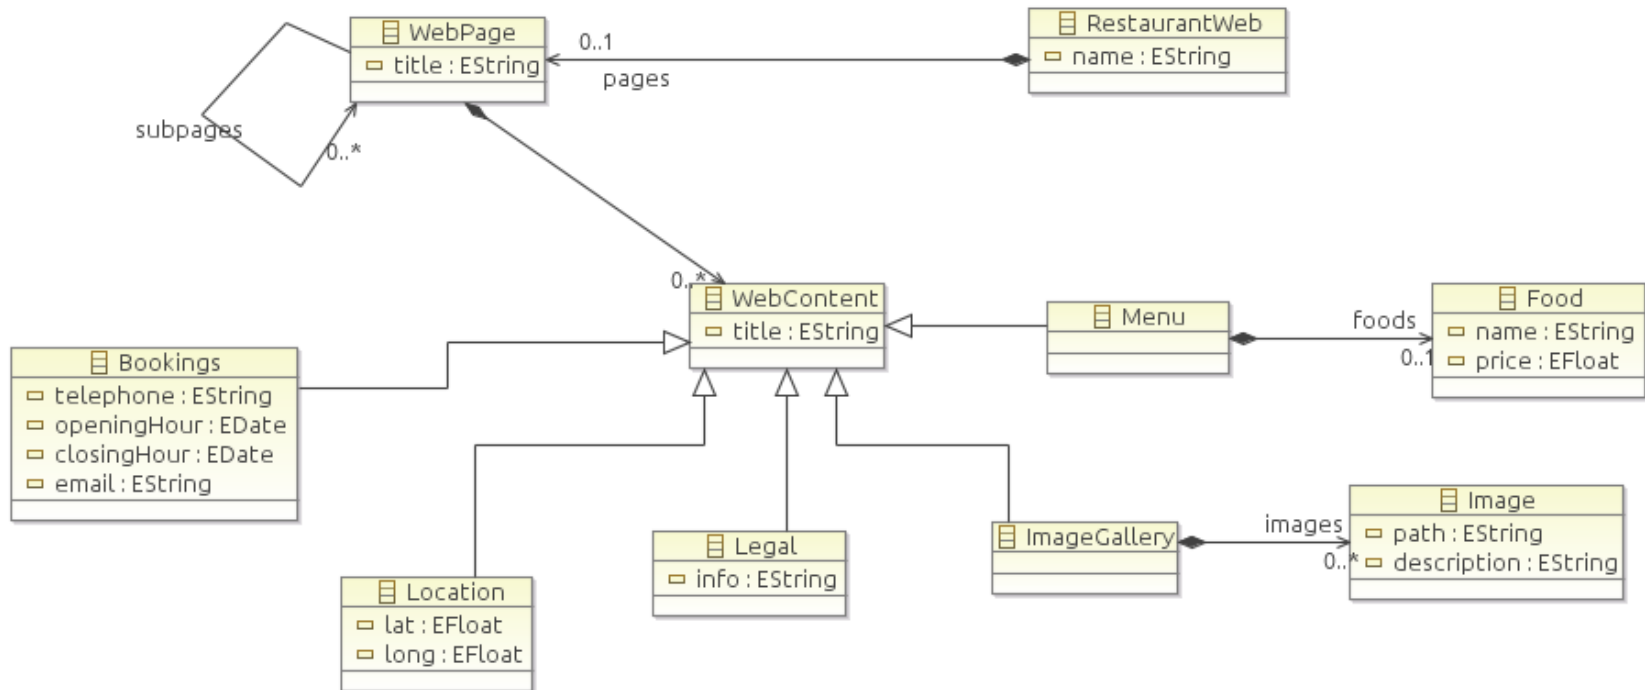 WebPage
title : EString
0..1
pages
RestaurantWeb
name : EString
subpages
0..*
0..*
WebContent
title : EString
Menu
foods
0..1
Food
name : EString
price : EFloat
Bookings
telephone : EString
openingHour : EDate
closingHour : EDate
email : EString
Location
lat : EFloat
long : EFloat
Legal
info : EString
ImageGallery
images
0..*
Image
path : EString
description : EString